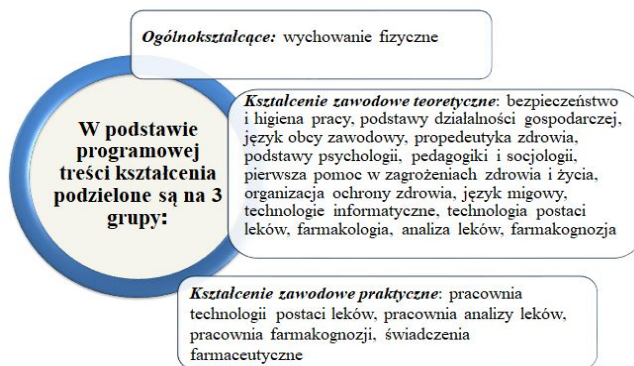 Ogólnokształcące: wychowanie fizyczne
W podstawie
programowej
treści kształcenia
podzielone są na 3
grupy:
Kształcenie zawodowe teoretyczne: bezpieczeństwo
i higiena pracy, podstawy działalności gospodarczej,
język obcy zawodowy, propedeutyka zdrowia,
podstawy psychologii, pedagogiki i socjologii,
pierwsza pomoc w zagrożeniach zdrowia i życia,
organizacja ochrony zdrowia, język migowy,
technologie informatyczne, technologia postaci
leków, farmakologia, analiza leków, farmakognozja
Kształcenie zawodowe praktyczne: pracownia
technologii postaci leków, pracownia analizy leków,
pracownia farmakognozji, świadczenia
farmaceutyczne